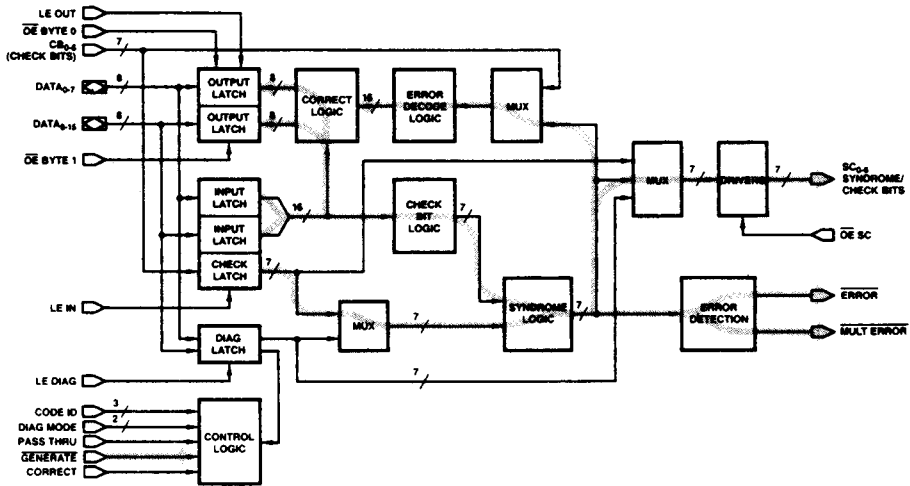 LE OUT
OE BYTE 0
CB0-6
(CHECK BITS)
7
DATA0-7
8
DATA8-15
8
OE BYTE 1
OUTPUT
LATCH
OUTPUT
LATCH
8
8
CORRECT
LOGIC
16
ERROR
DECODE
LOGIC
MUX
INPUT
LATCH
INPUT
LATCH
CHECK
LATCH
16
7
CHECK
BIT
LOGIC
7
MUX
7
DRIVERS
7
SC0-6
SYNDROME/
CHECK BITS
OE SC
LE IN
MUX
7
SYNDROME
LOGIC
7
ERROR
DETECTION
ERROR
MULT ERROR
DIAG
LATCH
7
LE DIAG
CODE ID
3
DIAG MODE
2
PASS THRU
GENERATE
CORRECT
CONTROL
LOGIC